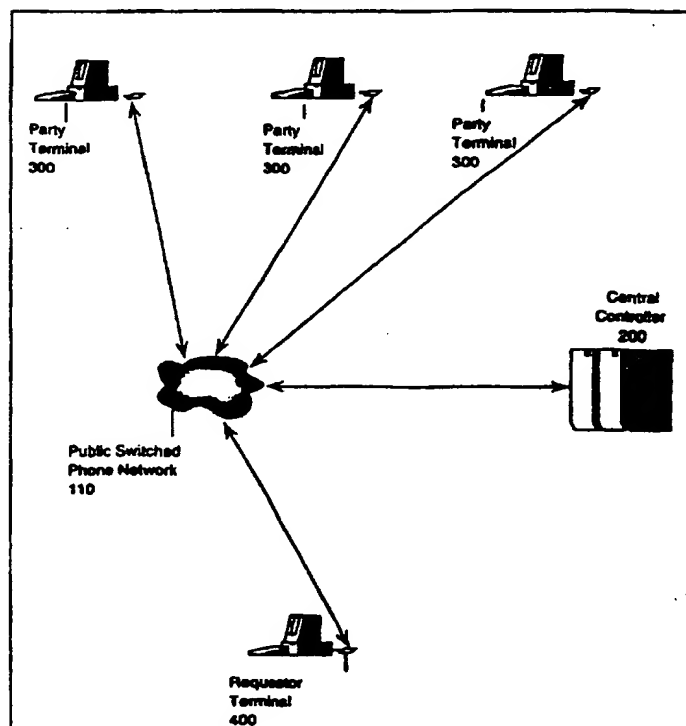 Party
Terminal
300
Party
Terminal
300
Party
Terminal
300
Central
Controller
200
Public Switched
Phone Network
110
Requestor
Terminal
400